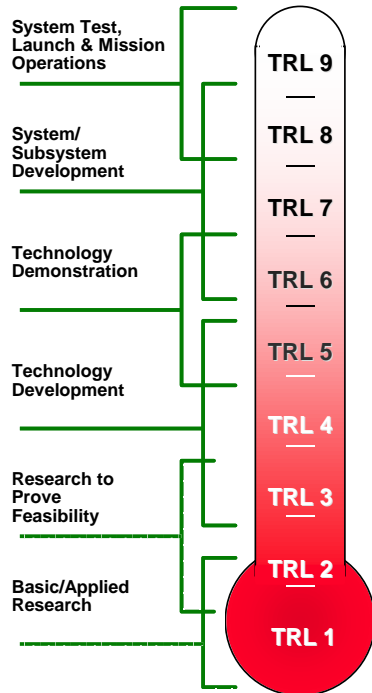 System Test,
Launch & Mission
Operations
System/
Subsystem
Development
Technology
Demonstration
Technology
Development
Research to
Prove
Feasibility
Basic/Applied
Research
TRL 9
TRL 8
TRL 7
TRL 6
TRL 5
TRL 4
TRL 3
TRL 2
TRL 1